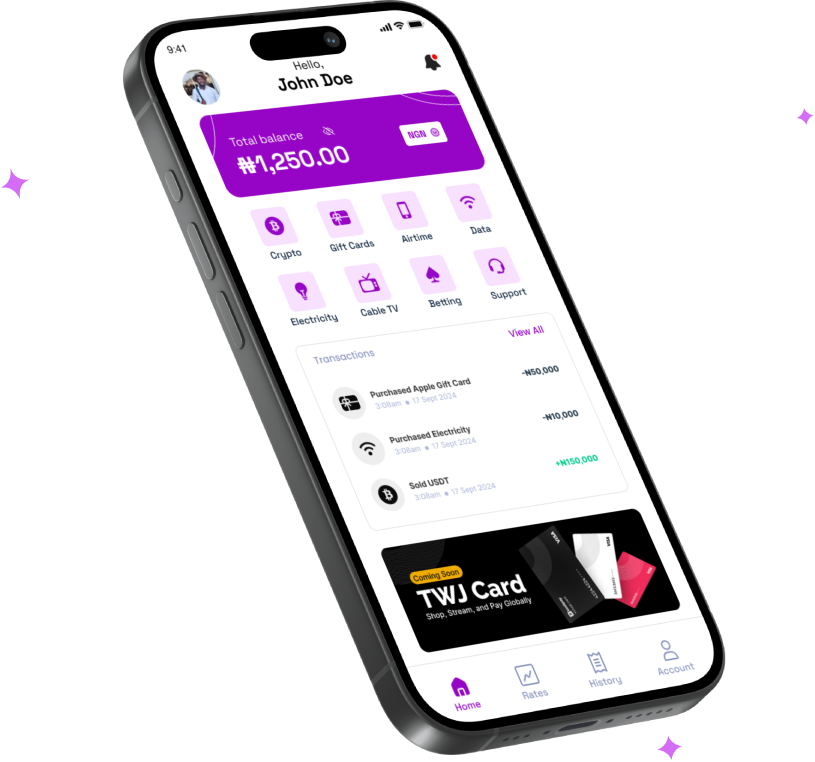 9:41
Hello,
John Doe
Total balance
NGN
₦1,250.00
Crypto
Gift Cards
Airtime
Data
Electricity
Cable TV
Betting
Support
Transactions
View All
Purchased Apple Gift Card
-₦50,000
3:08am 17 Sept 2024
Purchased Electricity
-₦10,000
3:08am 17 Sept 2024
Sold USDT
+₦150,000
3:08am 17 Sept 2024
Coming Soon
TWJ Card
Shop, Stream, and Pay Globally
VISA
VISA
Home
Rates
History
Account